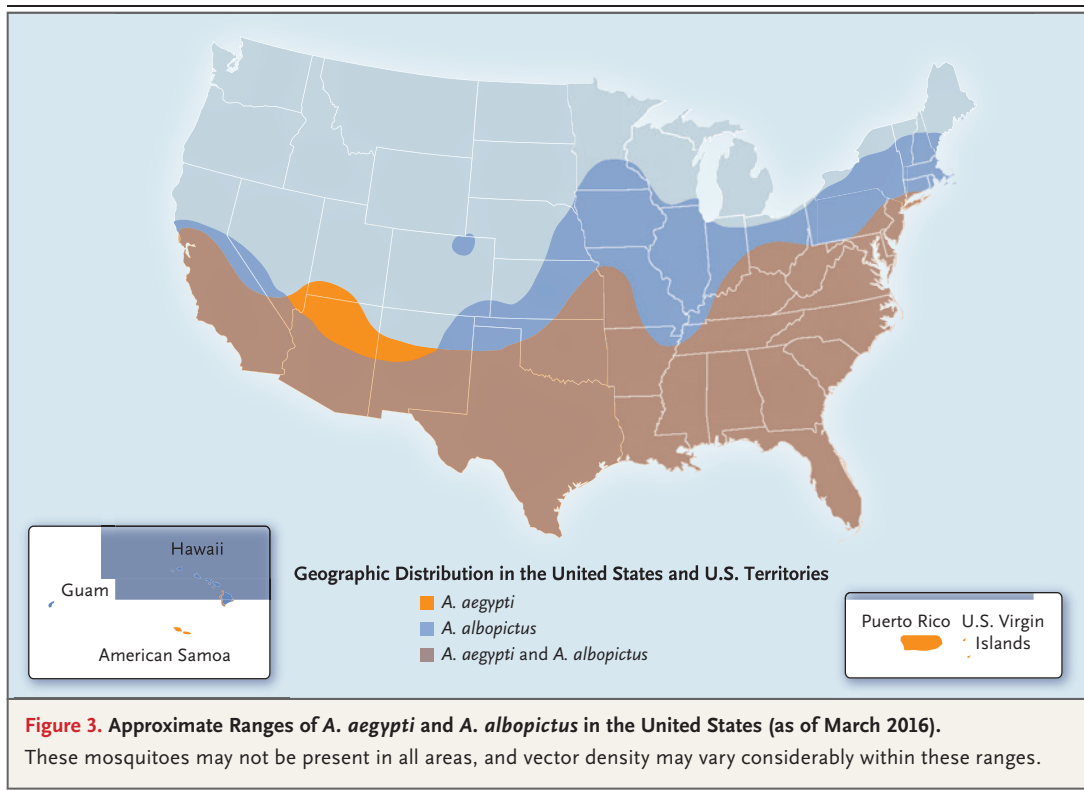 Hawaii
Guam
American Samoa
Geographic Distribution in the United States and U.S. Territories
A. aegypti
A. albopictus
A. aegypti and A. albopictus
Puerto Rico
U.S. Virgin
Islands
Figure 3. Approximate Ranges of A. aegypti and A. albopictus in the United States (as of March 2016).
These mosquitoes may not be present in all areas, and vector density may vary considerably within these ranges.